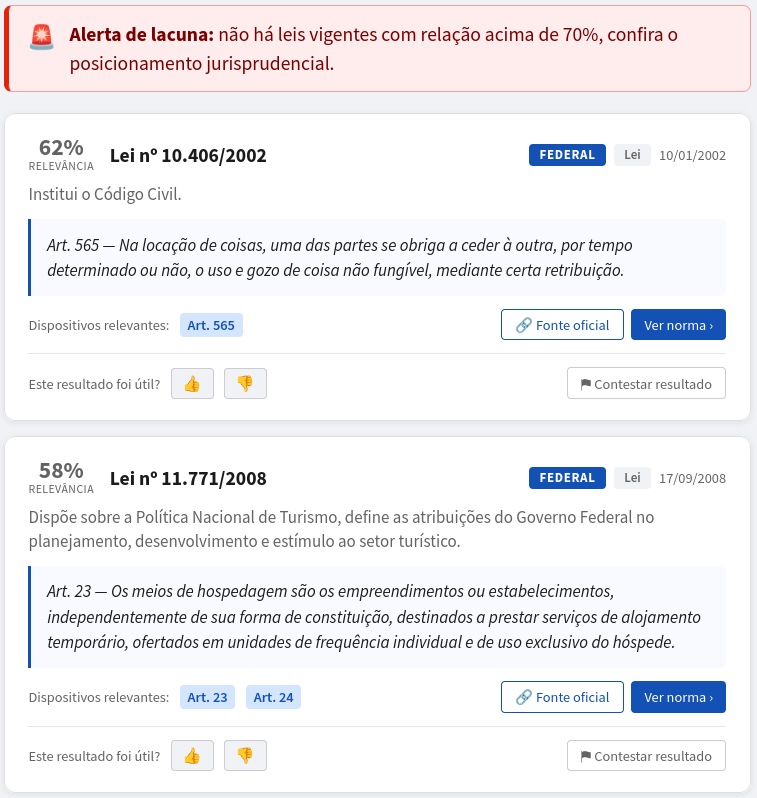 🚨 Alerta de lacuna: não há leis vigentes com relação acima de 70%, confira o
posicionamento jurisprudencial.
62%
RELEVÂNCIA
Lei nº 10.406/2002
FEDERAL
Lei
10/01/2002
Institui o Código Civil.
Art. 565 — Na locação de coisas, uma das partes se obriga a ceder à outra, por tempo
determinado ou não, o uso e gozo de coisa não fungível, mediante certa retribuição.
Dispositivos relevantes: Art. 565
🔗 Fonte oficial
Ver norma ›
Este resultado foi útil? 👍 👎
⚑ Contestar resultado
58%
RELEVÂNCIA
Lei nº 11.771/2008
FEDERAL
Lei
17/09/2008
Dispõe sobre a Política Nacional de Turismo, define as atribuições do Governo Federal no
planejamento, desenvolvimento e estímulo ao setor turístico.
Art. 23 — Os meios de hospedagem são os empreendimentos ou estabelecimentos,
independentemente de sua forma de constituição, destinados a prestar serviços de alojamento
temporário, ofertados em unidades de frequência individual e de uso exclusivo do hóspede.
Dispositivos relevantes: Art. 23 Art. 24
🔗 Fonte oficial
Ver norma ›
Este resultado foi útil? 👍 👎
⚑ Contestar resultado